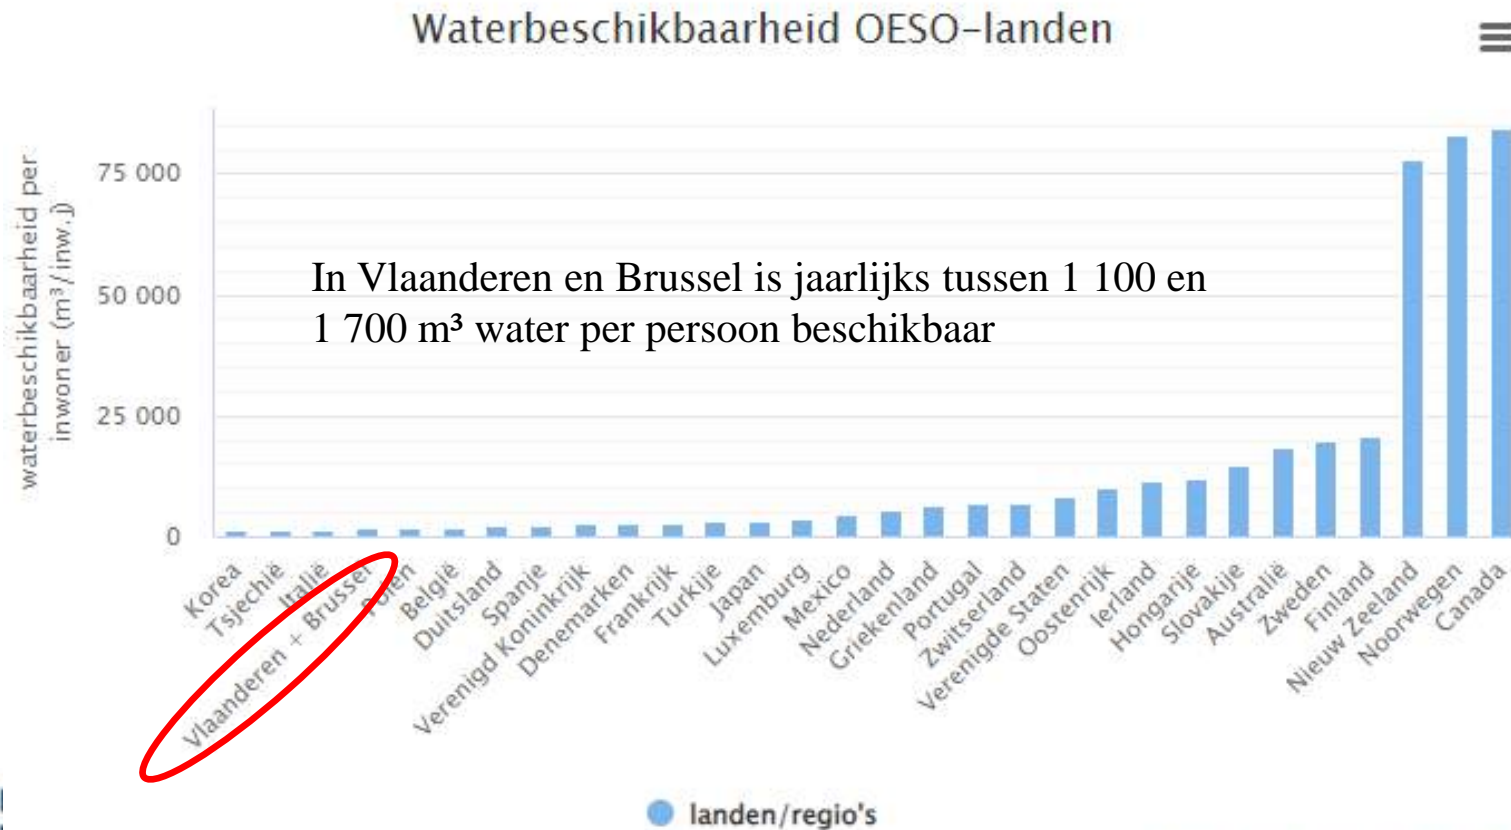 Waterbeschikbaarheid OESO-landen
waterbeschikbaarheid per
inwoner (m³/inw.j)
75 000
50 000
25 000
0
In Vlaanderen en Brussel is jaarlijks tussen 1 100 en
1 700 m³ water per persoon beschikbaar
Korea
Tsjechië
Italië
Vlaanderen + Brussel
Polen
België
Duitsland
Spanje
Verenigd Koninkrijk
Denemarken
Frankrijk
Turkije
Japan
Luxemburg
Mexico
Nederland
Griekenland
Portugal
Zwitserland
Verenigde Staten
Oostenrijk
Ierland
Honganje
Slovakije
Australië
Zweden
Finland
Nieuw Zeeland
Noorwegen
Canada
landen/regio's